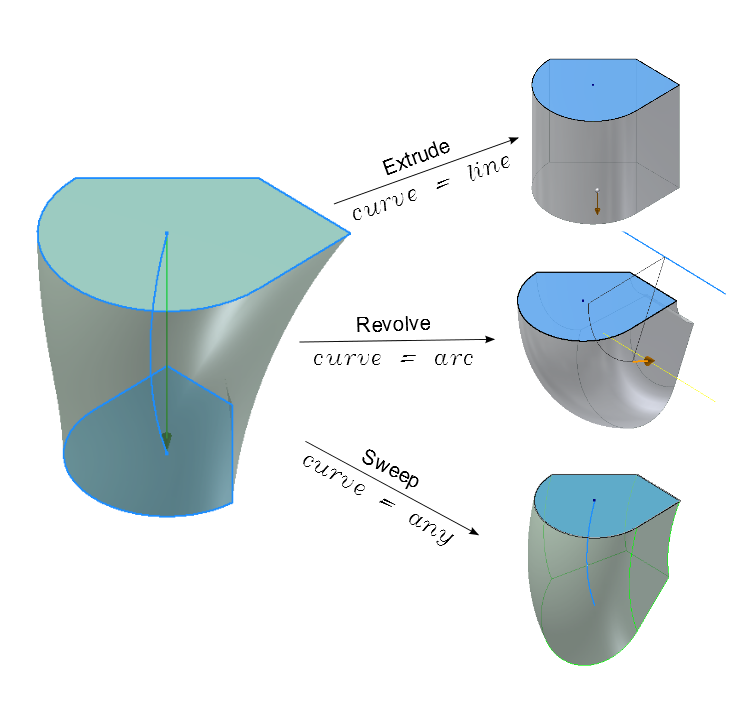 Extrude
curve = line
Revolve
curve = arc
Sweep
curve = any